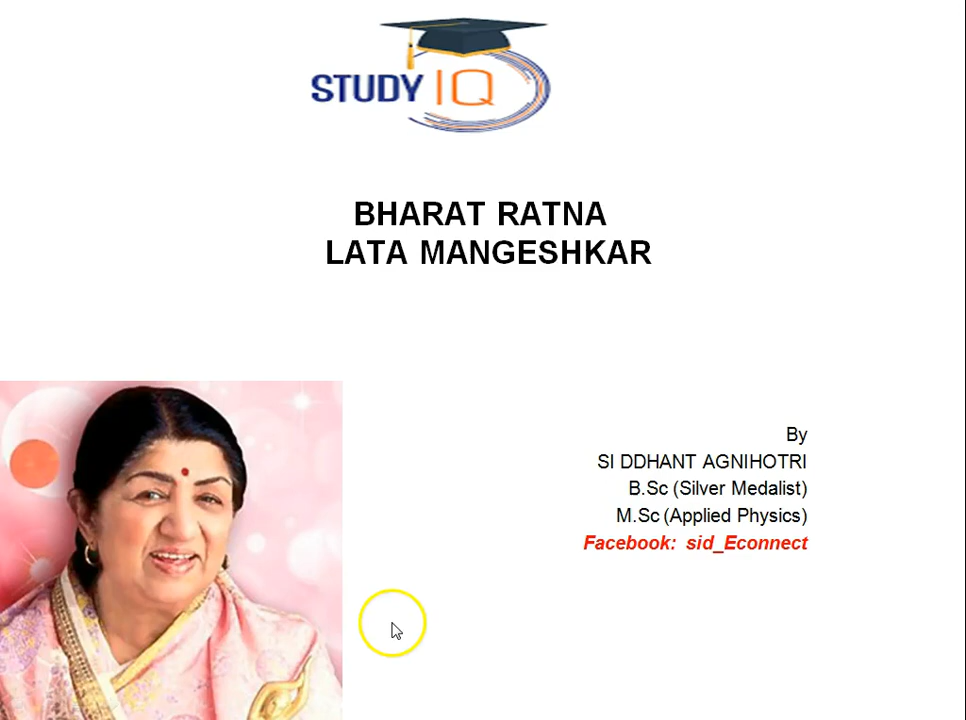 STUDY IQ
BHARAT RATNA
LATA MANGESHKAR
By
SI DDHANT AGNIHOTRI
B.Sc (Silver Medalist)
M.Sc (Applied Physics)
Facebook: sid_Econnect